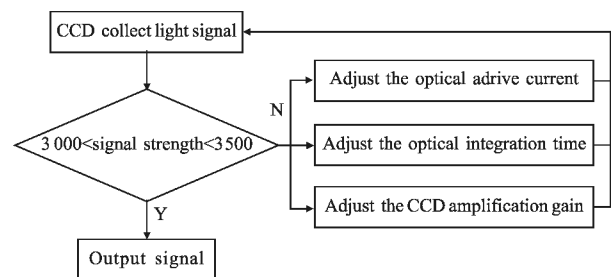 CCD collect light signal
Adjust the optical adrive current
N
3 000<signal strength<3 500
Adjust the optical integration time
Adjust the CCD amplification gain
Y
Output signal